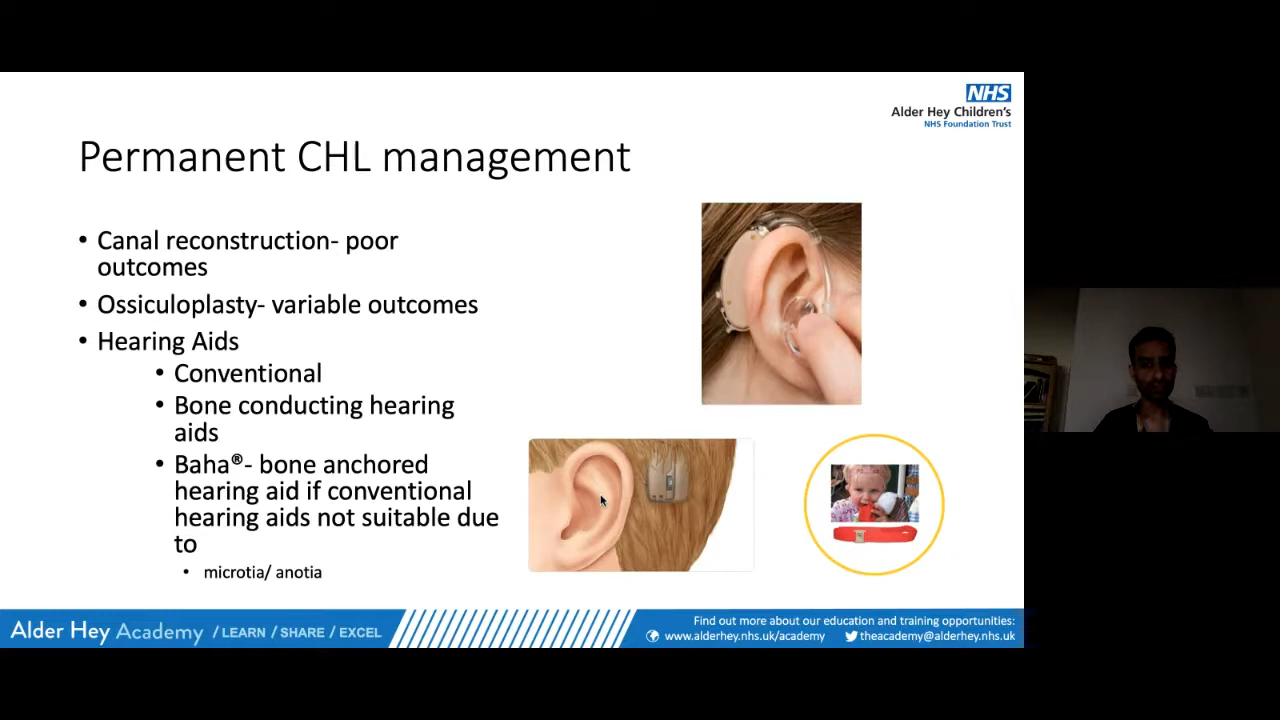 NHS
Alder Hey Children's
NHS Foundation Trust
Permanent CHL management
• Canal reconstruction- poor
outcomes
• Ossiculoplasty- variable outcomes
• Hearing Aids
• Conventional
• Bone conducting hearing
aids
• Baha®- bone anchored
hearing aid if conventional
hearing aids not suitable due
to
• microtia/ anotia
Alder Hey Academy / LEARN / SHARE / EXCEL
Find out more about our education and training opportunities:
www.alderhey.nhs.uk/academy theacademy@alderhey.nhs.uk